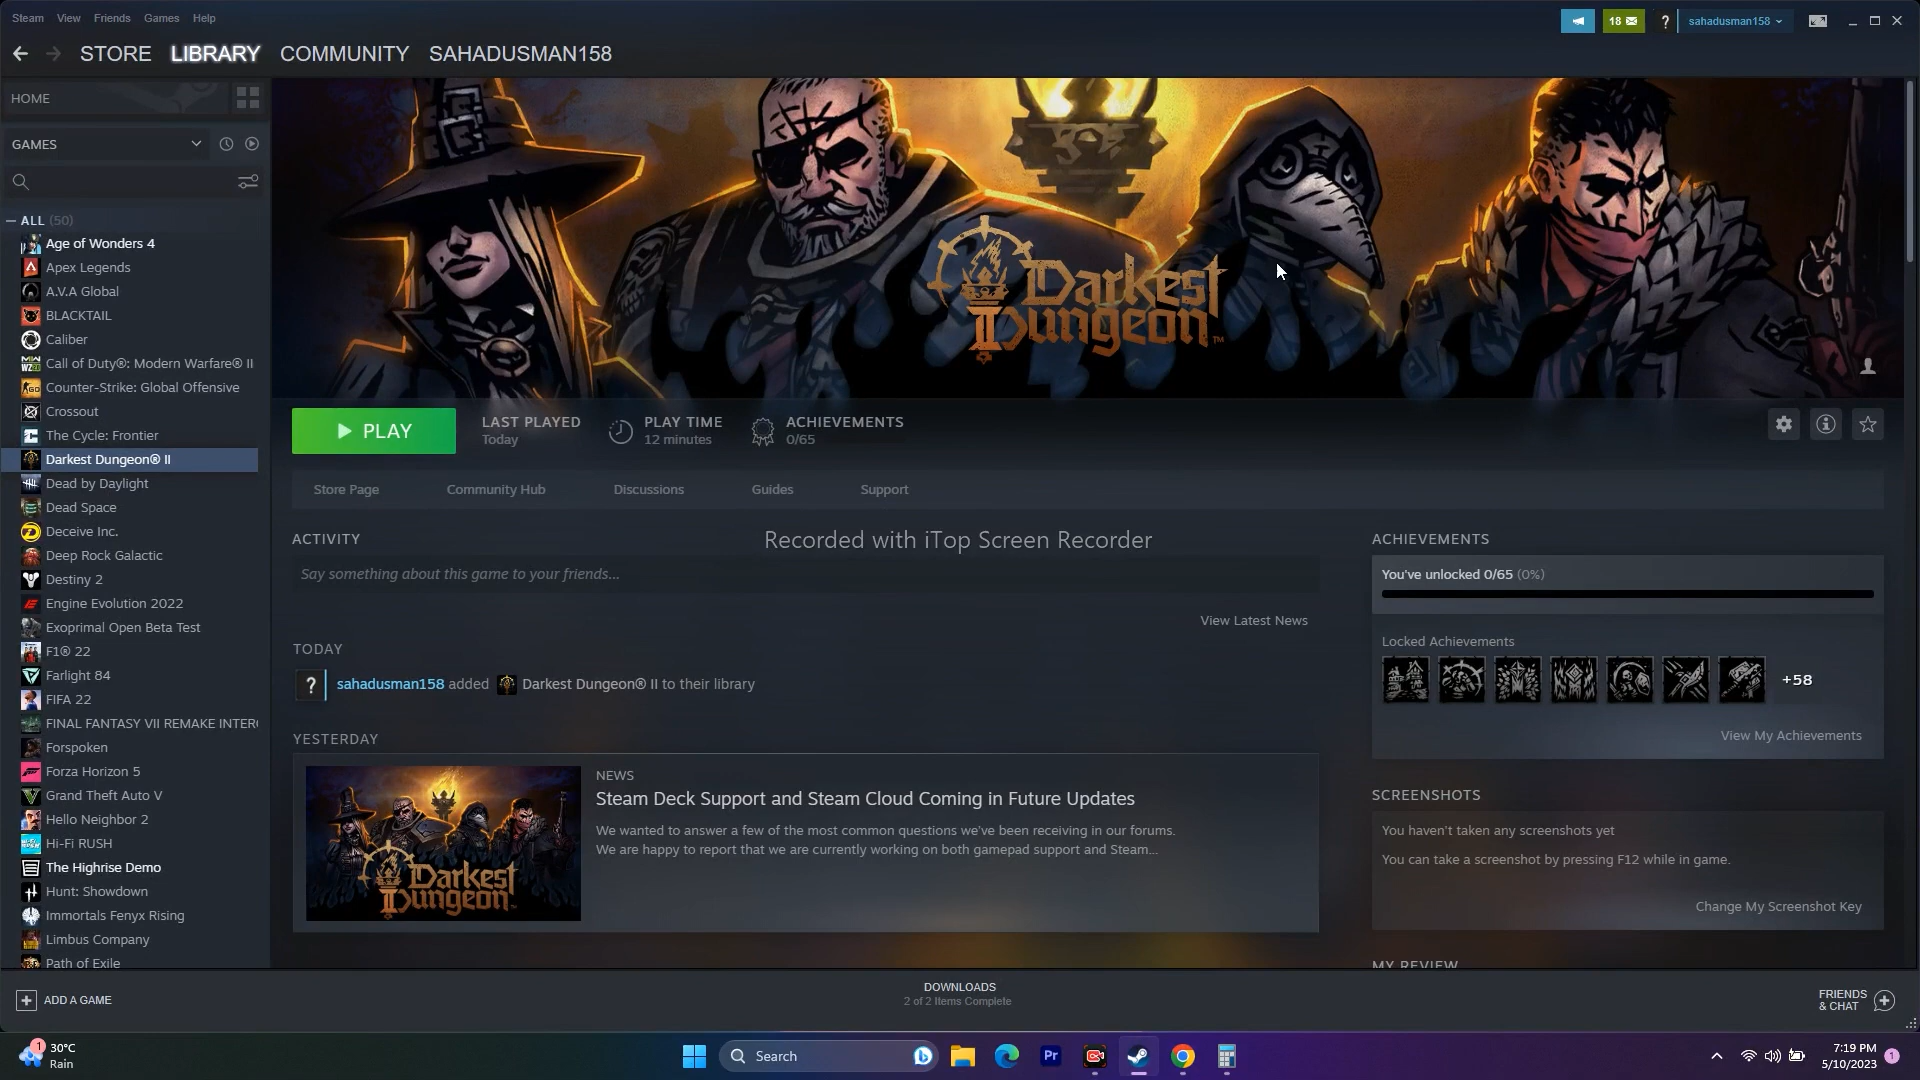 Steam View Friends Games Help
18
?
sahadusman158
STORE LIBRARY COMMUNITY SAHADUSMAN158
HOME
GAMES
ALL (50)
Age of Wonders 4
Apex Legends
A.V.A Global
BLACKTAIL
Caliber
Call of Duty®: Modern Warfare® II
Counter-Strike: Global Offensive
Crossout
The Cycle: Frontier
Darkest Dungeon® II
Dead by Daylight
Dead Space
Deceive Inc.
Deep Rock Galactic
Destiny 2
Engine Evolution 2022
Exoprimal Open Beta Test
F1® 22
Farlight 84
FIFA 22
FINAL FANTASY VII REMAKE INTER
Forspoken
Forza Horizon 5
Grand Theft Auto V
Hello Neighbor 2
Hi-Fi RUSH
The Highrise Demo
Hunt: Showdown
Immortals Fenyx Rising
Limbus Company
Path of Exile
Darkest
Dungeon™
PLAY
LAST PLAYED
Today
PLAY TIME
12 minutes
ACHIEVEMENTS
0/65
Store Page Community Hub Discussions Guides Support
ACTIVITY
Recorded with iTop Screen Recorder
Say something about this game to your friends...
View Latest News
TODAY
? sahadusman158 added Darkest Dungeon® II to their library
YESTERDAY
Darkest
Dungeon
NEWS
Steam Deck Support and Steam Cloud Coming in Future Updates
We wanted to answer a few of the most common questions we've been receiving in our forums.
We are happy to report that we are currently working on both gamepad support and Steam...
ACHIEVEMENTS
You've unlocked 0/65 (0%)
Locked Achievements
+58
View My Achievements
SCREENSHOTS
You haven't taken any screenshots yet
You can take a screenshot by pressing F12 while in game.
Change My Screenshot Key
MY REVIEW
ADD A GAME
DOWNLOADS
2 of 2 Items Complete
FRIENDS
& CHAT
1
30°C
Rain
Search
Pr
7:19 PM
5/10/2023
1